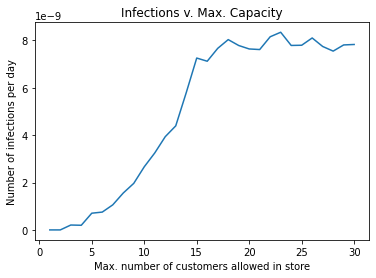 Infections v. Max. Capacity
1e−9
Number of infections per day
8
6
4
2
0
0 5 10 15 20 25 30
Max. number of customers allowed in store